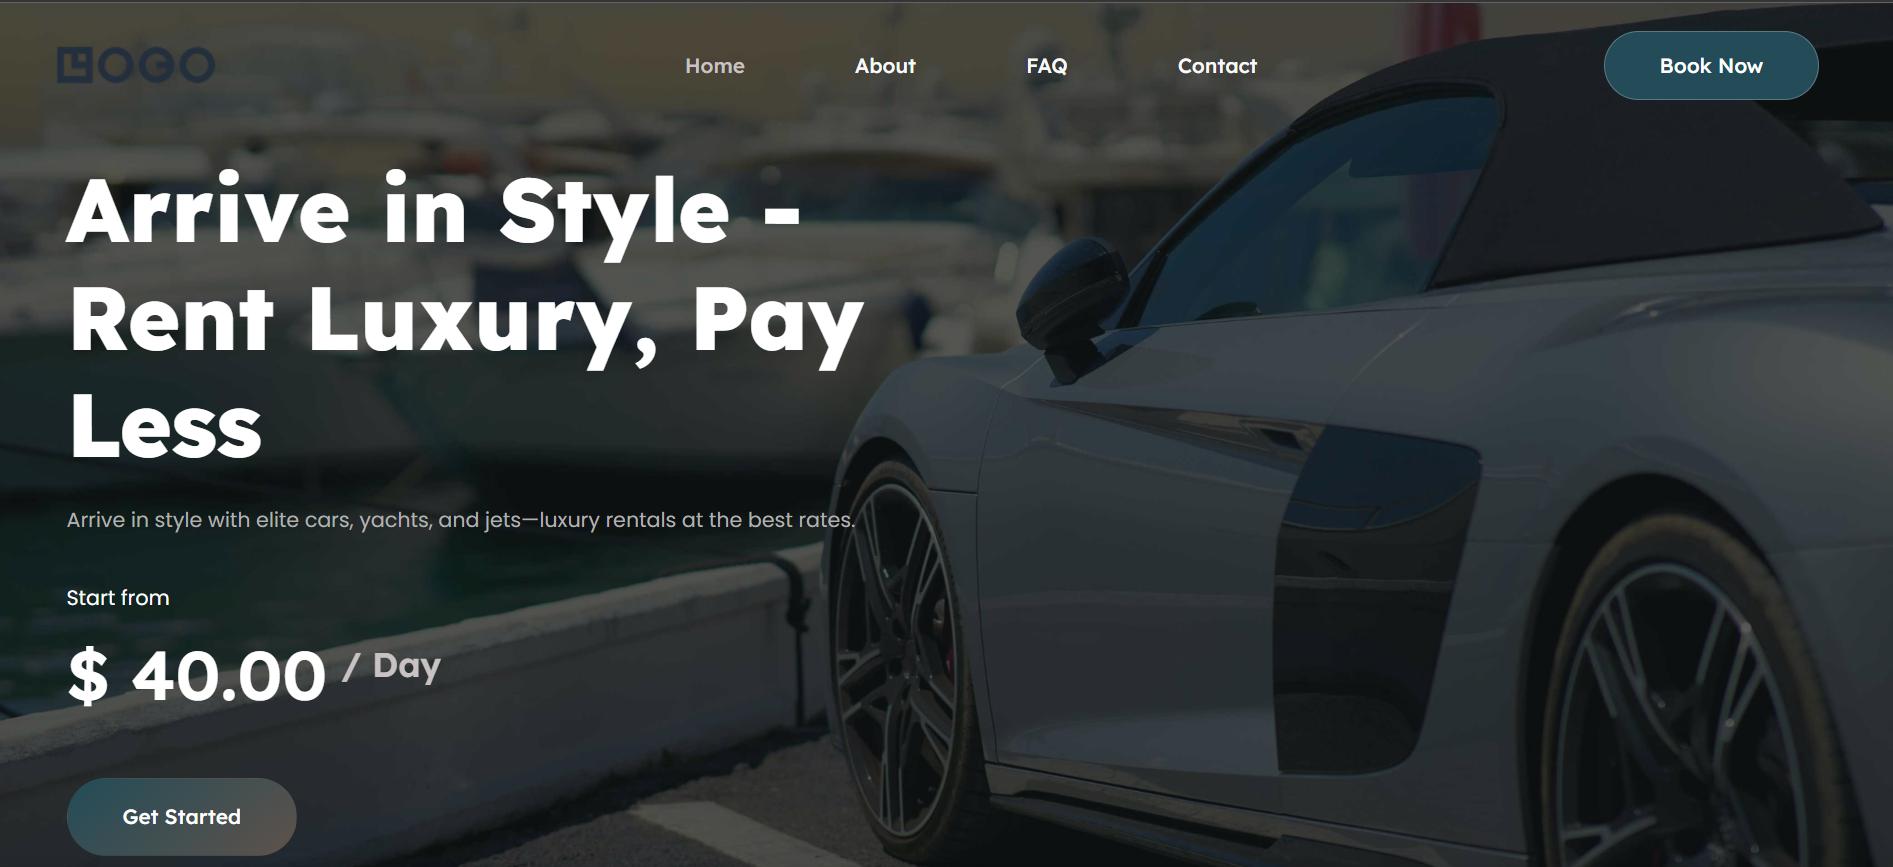 LOGO
Home
About
FAQ
Contact
Book Now
Arrive in Style -
Rent Luxury, Pay
Less
Arrive in style with elite cars, yachts, and jets—luxury rentals at the best rates.
Start from
$ 40.00 / Day
Get Started